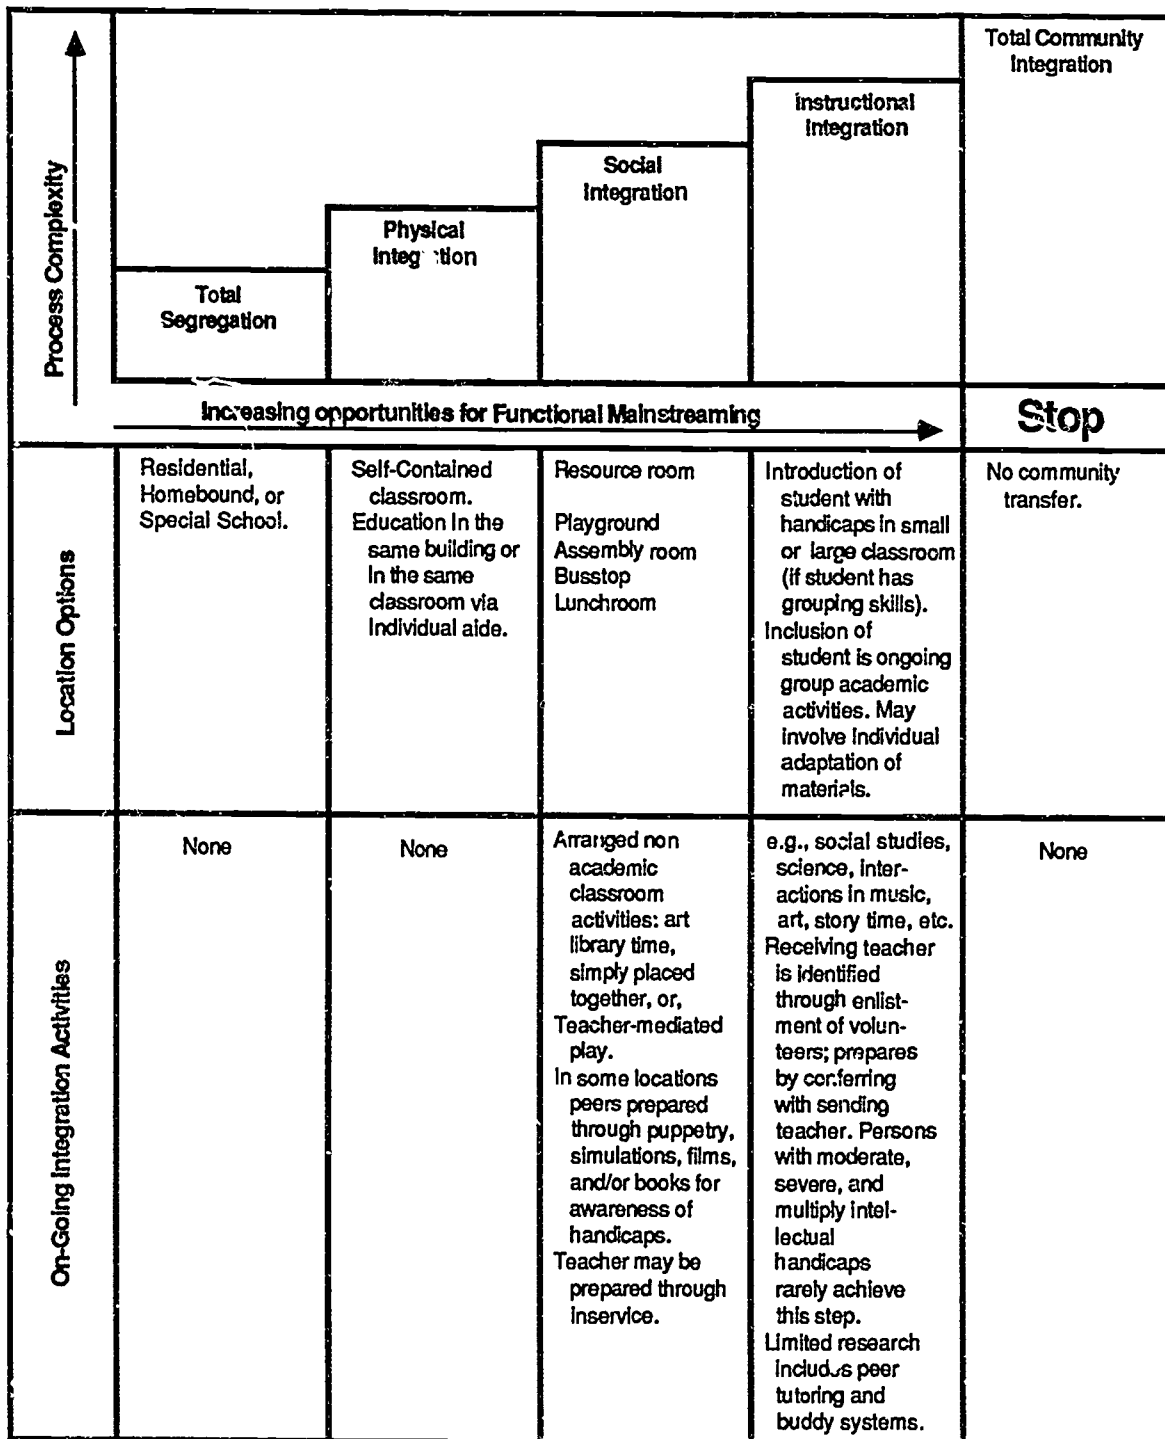 Total Community
Integration
Instructional
Integration
Social
Integration
Physical
Integration
Total
Segregation
Process Complexity
Increasing opportunities for Functional Mainstreaming
Stop
Location Options
Residential,
Homebound, or
Special School.
Self-Contained
classroom.
Education In the
same building or
In the same
classroom via
Individual aide.
Resource room
Playground
Assembly room
Busstop
Lunchroom
Introduction of
student with
handicaps in small
or large classroom
(if student has
grouping skills).
Inclusion of
student is ongoing
group academic
activities. May
involve Individual
adaptation of
materials.
No community
transfer.
On-Going Integration Activities
None
None
Arranged non
academic
classroom
activities: art
library time,
simply placed
together, or,
Teacher-mediated
play.
In some locations
peers prepared
through puppetry,
simulations, films,
and/or books for
awareness of
handicaps.
Teacher may be
prepared through
inservice.
e.g., social studies,
science, inter-
actions in music,
art, story time, etc.
Receiving teacher
is identified
through enlist-
ment of volun-
teers; prepares
by conferring
with sending
teacher. Persons
with moderate,
severe, and
multiply intel-
lectual
handicaps
rarely achieve
this step.
Limited research
includes peer
tutoring and
buddy systems.
None